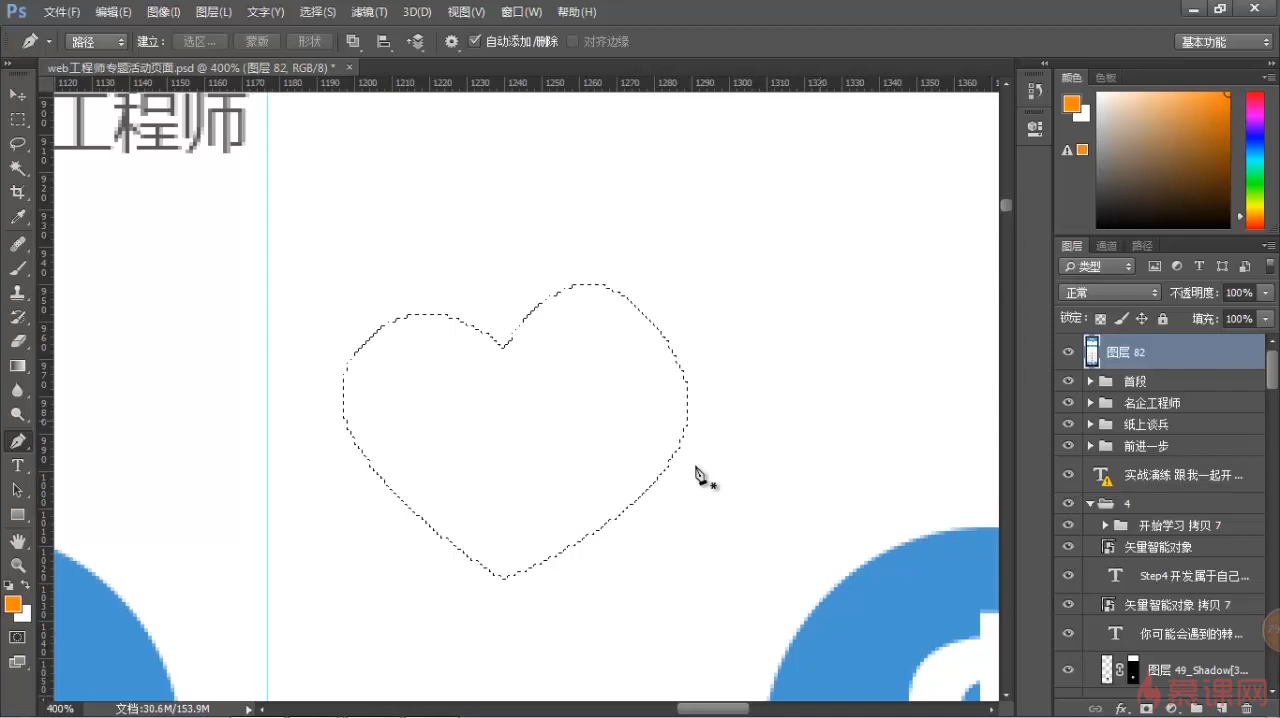 Ps 文件(F) 编辑(E) 图像(I) 图层(L) 文字(Y) 选择(S) 滤镜(T) 3D(D) 视图(V) 窗口(W) 帮助(H)
路径 建立: 选区... 蒙版 形状 自动添加/删除 对齐边缘 基本功能
web工程师专题活动页面.psd @ 400% (图层 82, RGB/8) * ×
1120 1130 1140 1150 1160 1170 1180 1190 1200 1210 1220 1230 1240 1250 1260 1270 1280 1290 1300 1310 1320 1330 1340 1350 1360
工程师
颜色 色板
图层 通道 路径
类型
正常 不透明度: 100%
锁定: 填充: 100%
图层 82
首段
名企工程师
纸上谈兵
前进一步
实战演练 跟我一起开 ...
4
开始学习 拷贝 7
矢量智能对象
Step4 开发属于自己...
矢量智能对象 拷贝 7
你可能会遇到的棘...
图层 49_Shadow[3...
慕课网
400% 文档:30.6M/153.9M